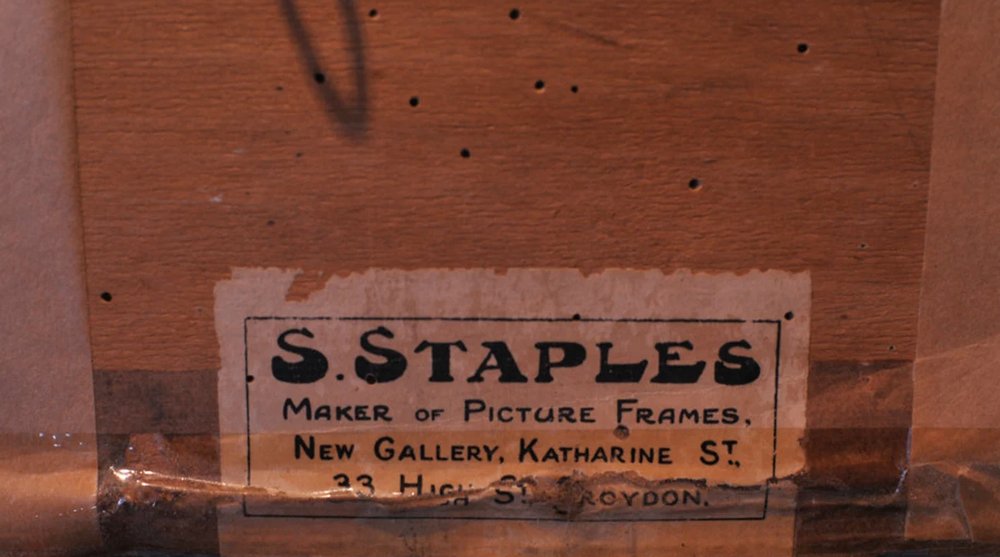 S. STAPLES
MAKER OF PICTURE FRAMES,
NEW GALLERY, KATHARINE ST.,
33 HIGH ST. CROYDON.